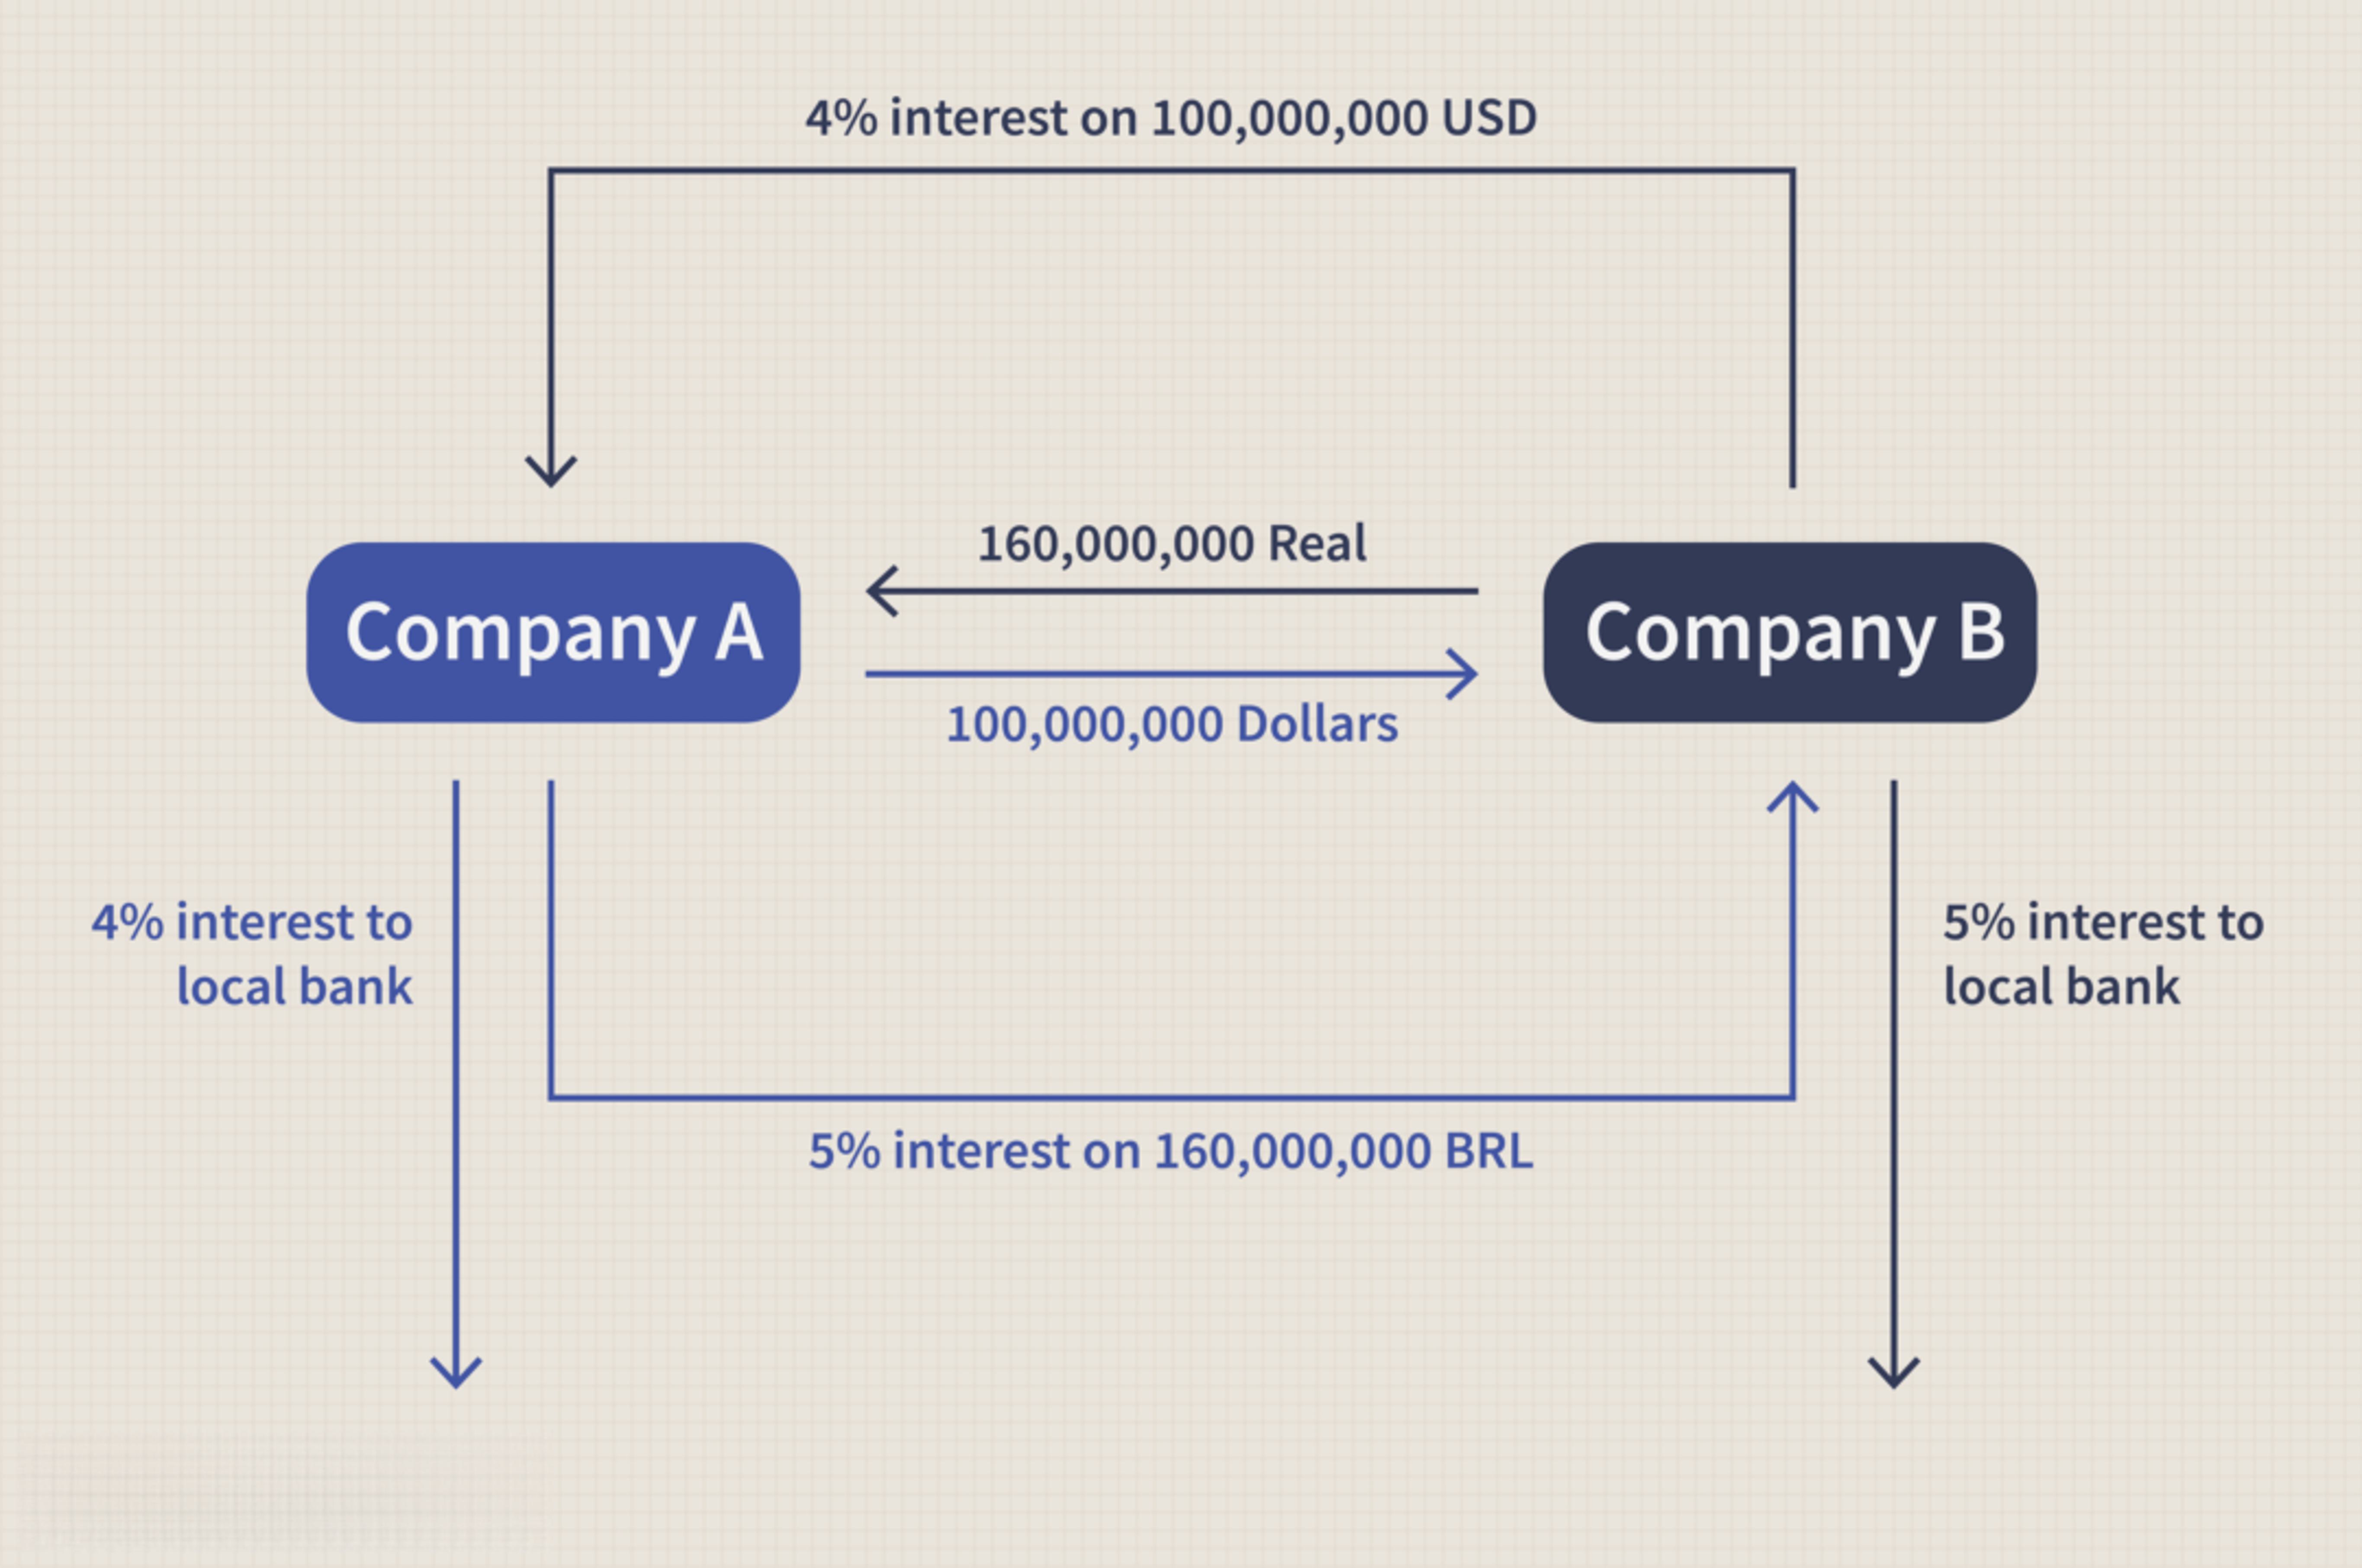 4% interest on 100,000,000 USD
160,000,000 Real
Company A
Company B
100,000,000 Dollars
4% interest to
local bank
5% interest to
local bank
5% interest on 160,000,000 BRL